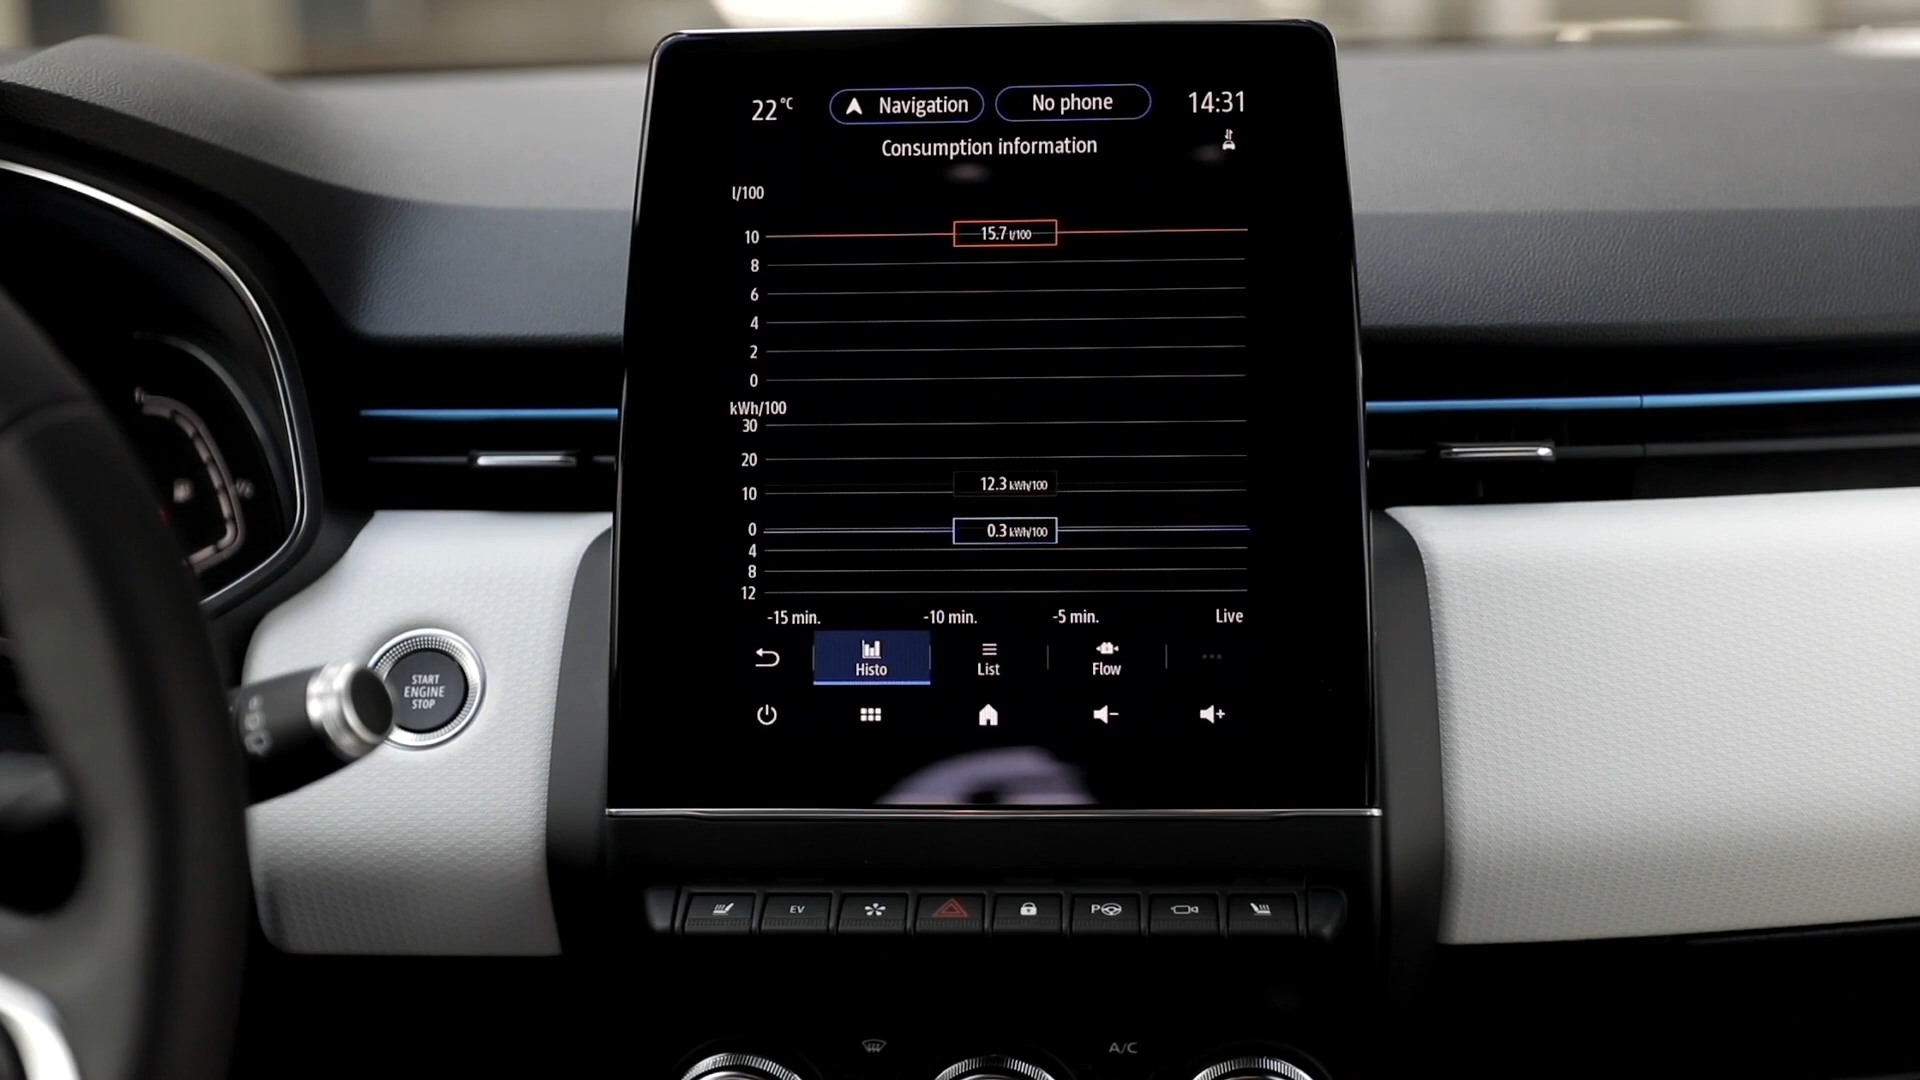 22°C Navigation No phone 14:31
Consumption information
l/100
10 15.7 l/100
8
6
4
2
0
kWh/100
30
20
12.3 kWh/100
10
0 0.3 kWh/100
4
8
12
-15 min. -10 min. -5 min. Live
Histo List Flow
START
ENGINE
STOP
EV P
A/C